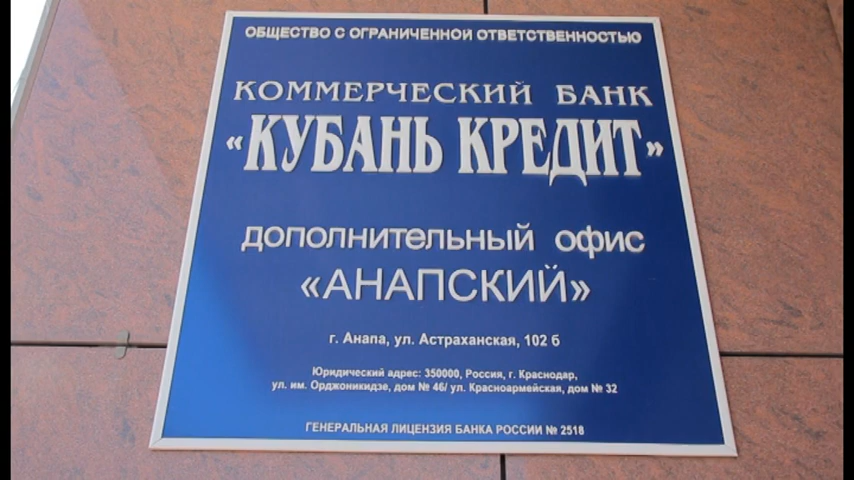 ОБЩЕСТВО С ОГРАНИЧЕННОЙ ОТВЕТСТВЕННОСТЬЮ
КОММЕРЧЕСКИЙ БАНК
«КУБАНЬ КРЕДИТ»
ДОПОЛНИТЕЛЬНЫЙ ОФИС
«АНАПСКИЙ»
г. Анапа, ул. Астраханская, 102 б
Юридический адрес: 350000, Россия, г. Краснодар,
ул. им. Орджоникидзе, дом № 46/ ул. Красноармейская, дом № 32
ГЕНЕРАЛЬНАЯ ЛИЦЕНЗИЯ БАНКА РОССИИ № 2518